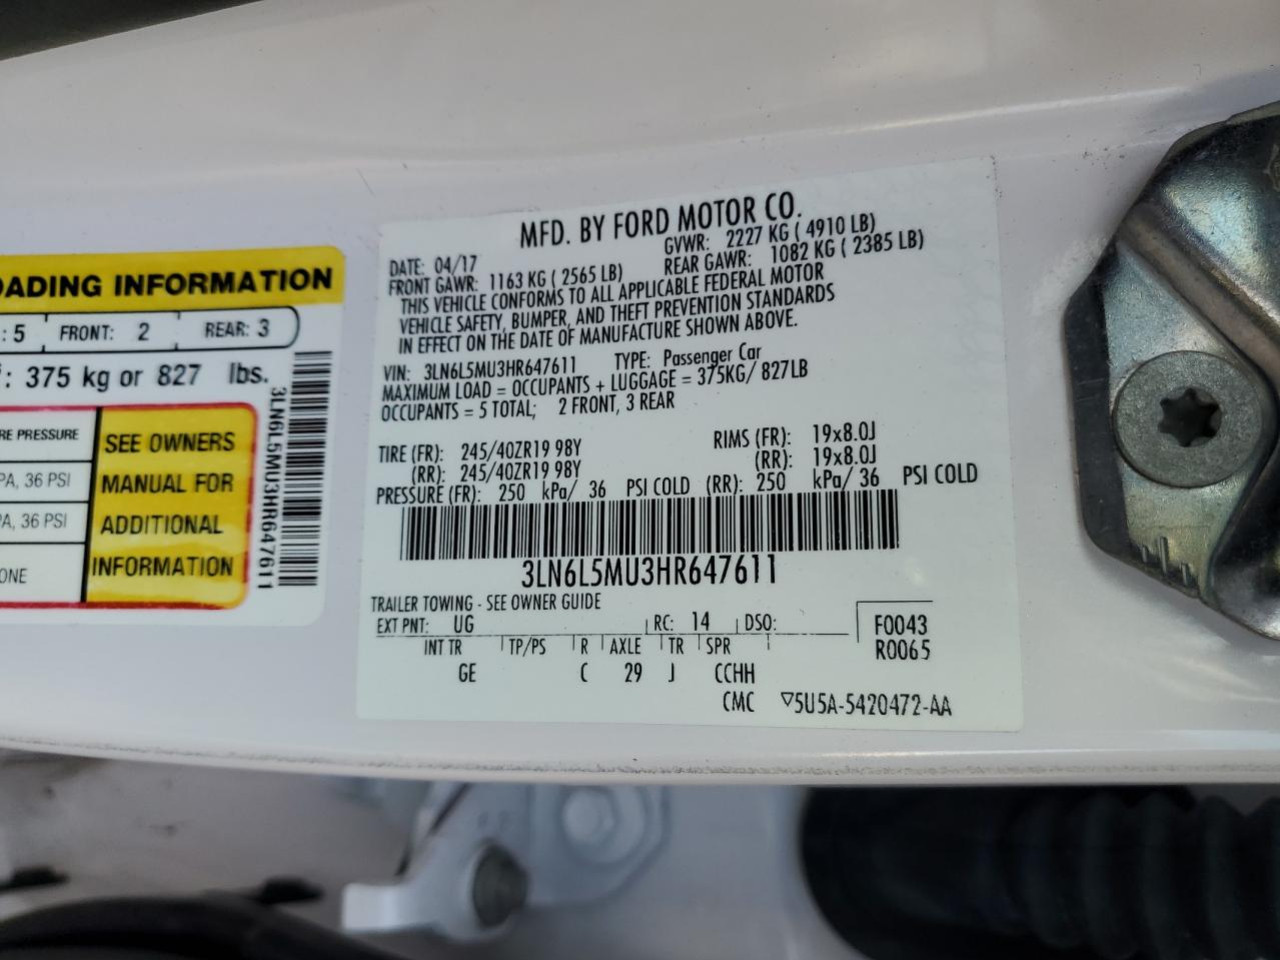 OADING INFORMATION
: 5 FRONT: 2 REAR: 3
: 375 kg or 827 lbs.
RE PRESSURE
PA, 36 PSI
PA, 36 PSI
ONE
SEE OWNERS
MANUAL FOR
ADDITIONAL
INFORMATION
3LN6L5MU3HR647611
MFD. BY FORD MOTOR CO.
DATE: 04/17 GVWR: 2227 KG ( 4910 LB)
FRONT GAWR: 1163 KG ( 2565 LB) REAR GAWR: 1082 KG ( 2385 LB)
THIS VEHICLE CONFORMS TO ALL APPLICABLE FEDERAL MOTOR
VEHICLE SAFETY, BUMPER, AND THEFT PREVENTION STANDARDS
IN EFFECT ON THE DATE OF MANUFACTURE SHOWN ABOVE.
VIN: 3LN6L5MU3HR647611 TYPE: Passenger Car
MAXIMUM LOAD = OCCUPANTS + LUGGAGE = 375KG/ 827LB
OCCUPANTS = 5 TOTAL; 2 FRONT, 3 REAR
TIRE (FR): 245/40ZR19 98Y RIMS (FR): 19x8.0J
(RR): 245/40ZR19 98Y (RR): 19x8.0J
PRESSURE (FR): 250 kPa/ 36 PSI COLD (RR): 250 kPa/ 36 PSI COLD
3LN6L5MU3HR647611
TRAILER TOWING - SEE OWNER GUIDE
EXT PNT: UG RC: 14 DSO: F0043
INT TR TP/PS R AXLE TR SPR R0065
GE C 29 J CCHH
CMC ▽5U5A-5420472-AA